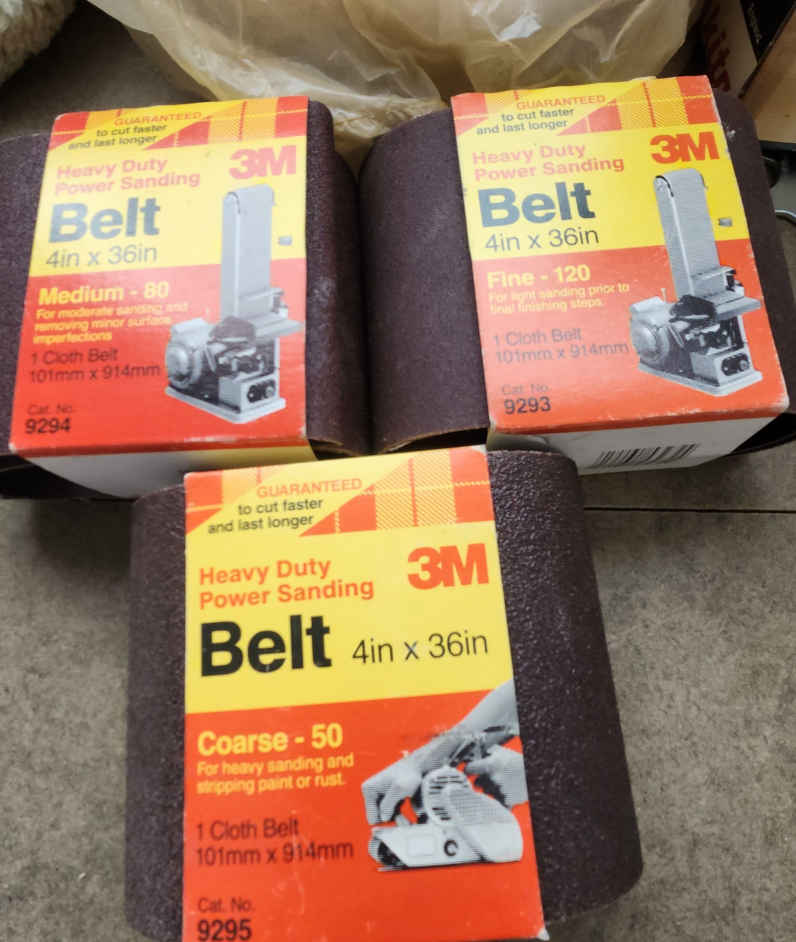 GUARANTEED
to cut faster
and last longer
Heavy Duty
Power Sanding
3M
Belt
4in x 36in
Medium - 80
For moderate sanding and
removing minor surface
imperfections
1 Cloth Belt
101mm x 914mm
Cat. No.
9294
GUARANTEED
to cut faster
and last longer
Heavy Duty
Power Sanding
3M
Belt
4in x 36in
Fine - 120
For light sanding prior to
final finishing steps.
1 Cloth Belt
101mm x 914mm
Cat. No.
9293
GUARANTEED
to cut faster
and last longer
Heavy Duty
Power Sanding
3M
Belt 4in x 36in
Coarse - 50
For heavy sanding and
stripping paint or rust.
1 Cloth Belt
101mm x 914mm
Cat. No.
9295